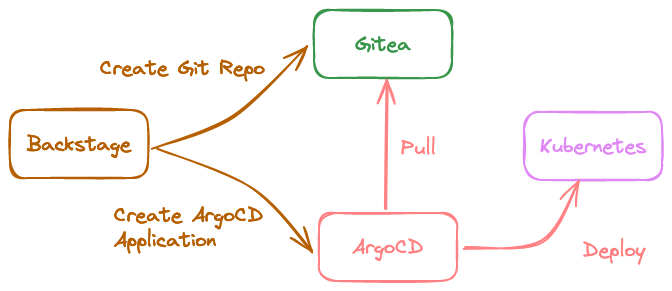 Gitea
Create Git Repo
Backstage
Pull
Kubernetes
Create ArgoCD
Application
ArgoCD
Deploy